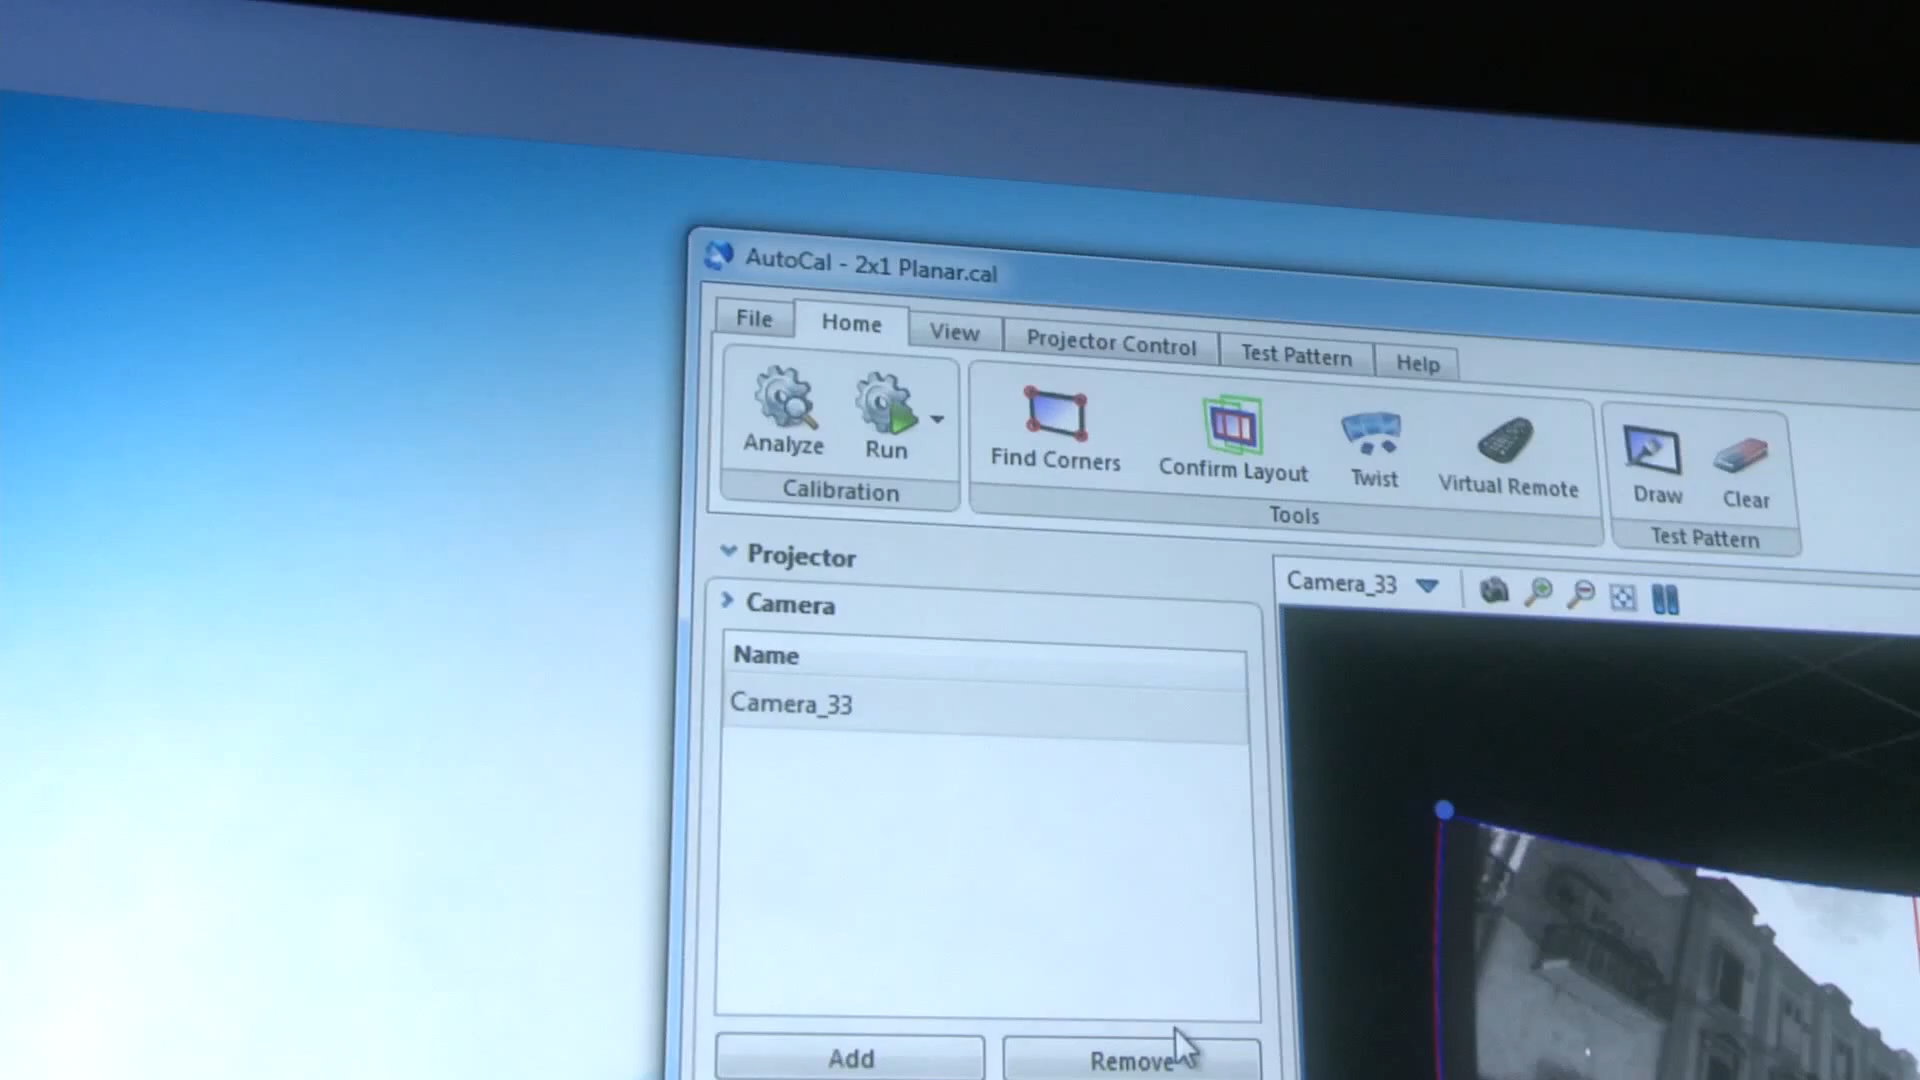 AutoCal - 2x1 Planar.cal
File Home View Projector Control Test Pattern Help
Analyze Run Find Corners Confirm Layout Twist Virtual Remote Draw Clear
Calibration Tools Test Pattern
Projector
Camera_33
Camera
Name
Camera_33
Add Remove